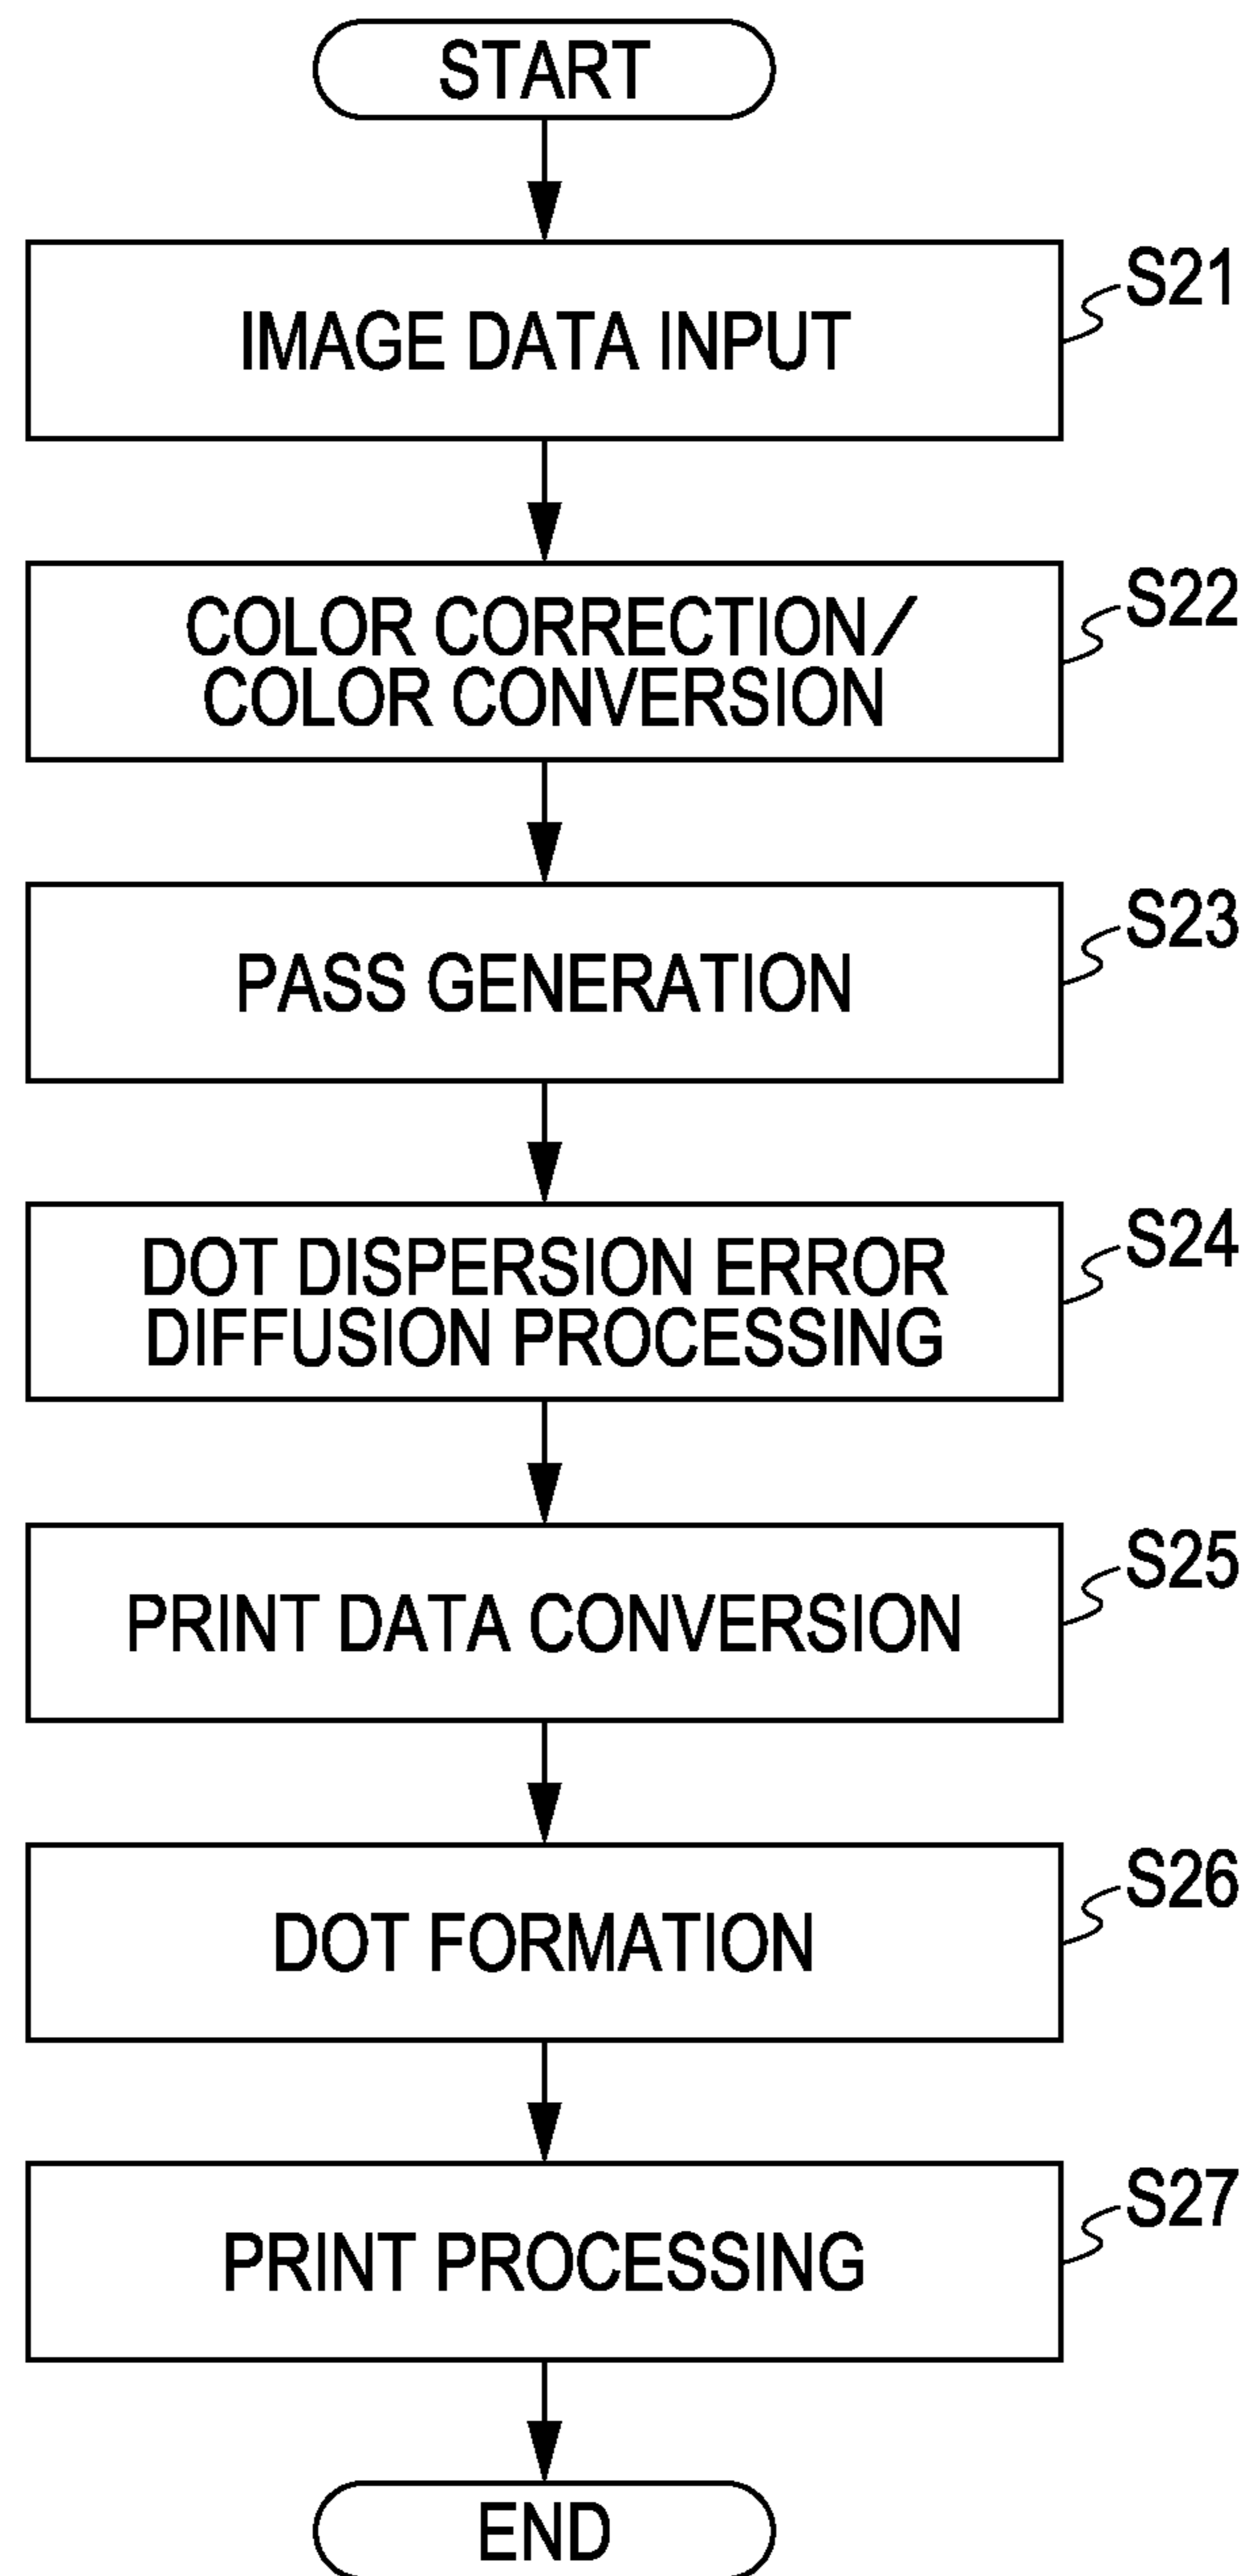 START
IMAGE DATA INPUT
S21
COLOR CORRECTION/
COLOR CONVERSION
S22
PASS GENERATION
S23
DOT DISPERSION ERROR
DIFFUSION PROCESSING
S24
PRINT DATA CONVERSION
S25
DOT FORMATION
S26
PRINT PROCESSING
S27
END